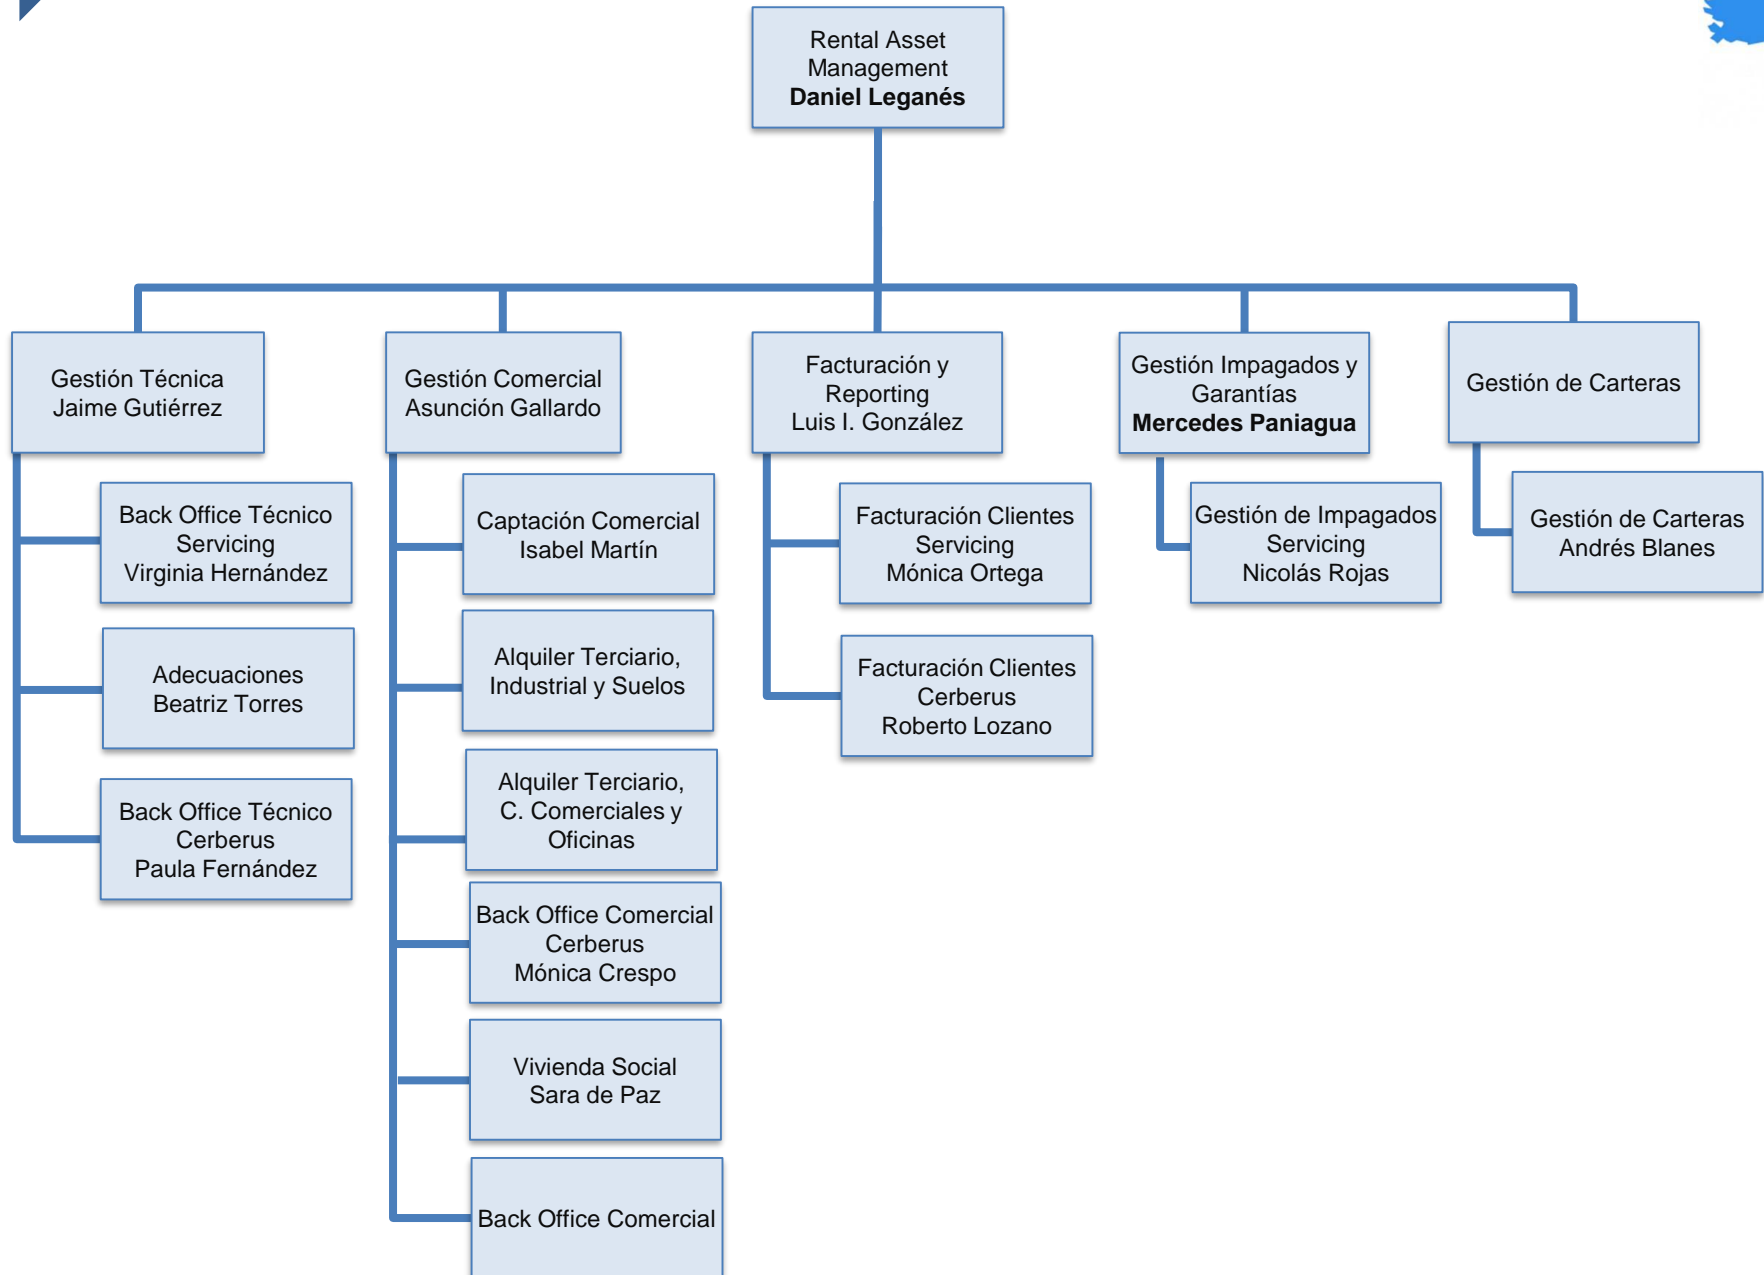 Rental Asset
Management
Daniel Leganés
Gestión Técnica
Jaime Gutiérrez
Gestión Comercial
Asunción Gallardo
Facturación y
Reporting
Luis I. González
Gestión Impagados y
Garantías
Mercedes Paniagua
Gestión de Carteras
Back Office Técnico
Servicing
Virginia Hernández
Adecuaciones
Beatriz Torres
Back Office Técnico
Cerberus
Paula Fernández
Captación Comercial
Isabel Martín
Alquiler Terciario,
Industrial y Suelos
Alquiler Terciario,
C. Comerciales y
Oficinas
Back Office Comercial
Cerberus
Mónica Crespo
Vivienda Social
Sara de Paz
Back Office Comercial
Facturación Clientes
Servicing
Mónica Ortega
Facturación Clientes
Cerberus
Roberto Lozano
Gestión de Impagados
Servicing
Nicolás Rojas
Gestión de Carteras
Andrés Blanes